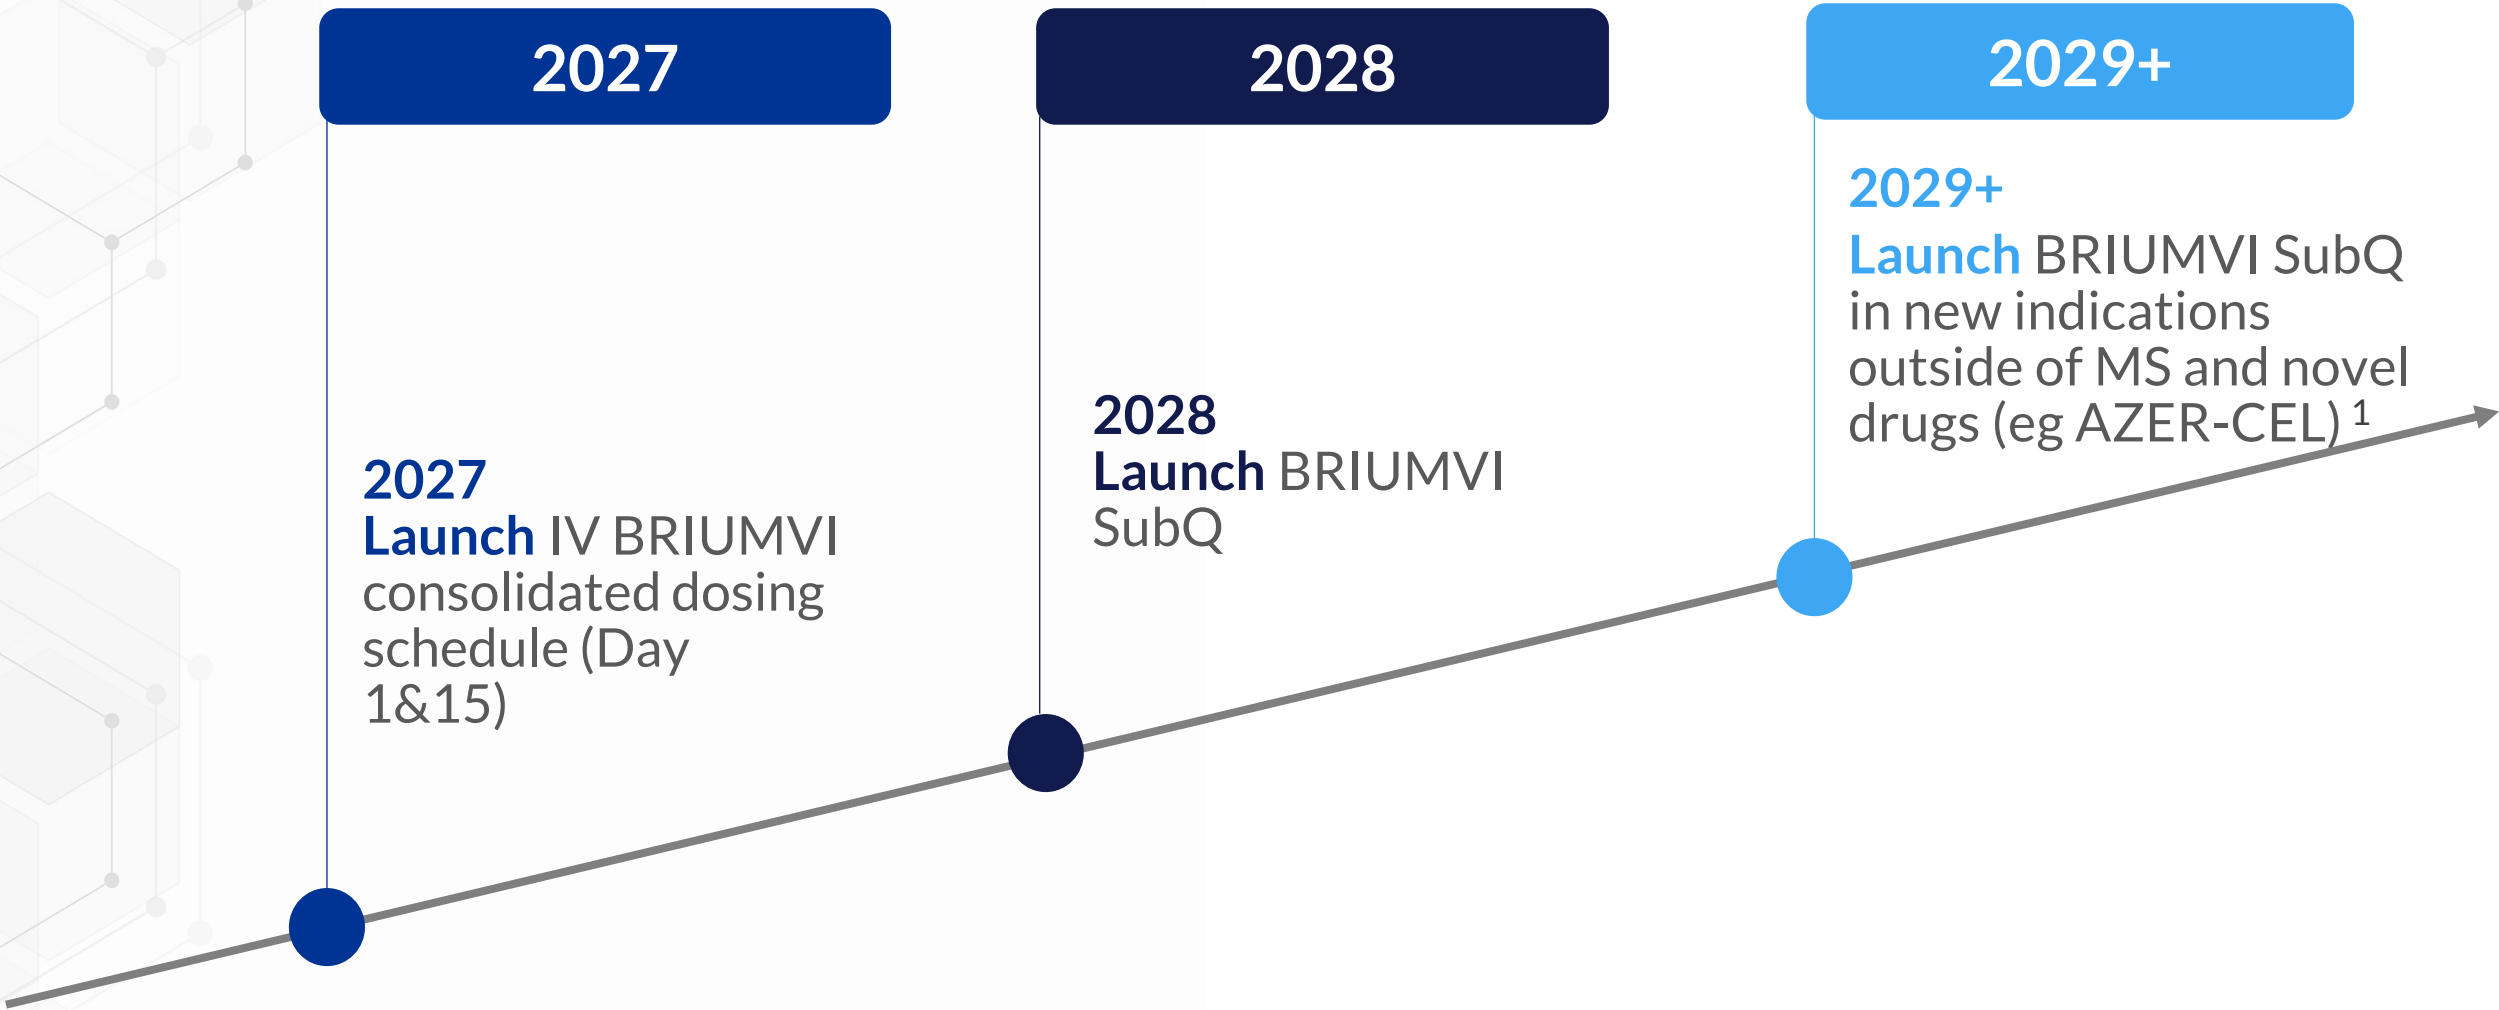 2027
2028
2029+
2027
Launch IV BRIUMVI
consolidated dosing
schedule (Day
1&15)
2028
Launch BRIUMVI
SubQ
2029+
Launch BRIUMVI SubQ
in new indications
outside of MS and novel
drugs (eg AZER-CEL)¹